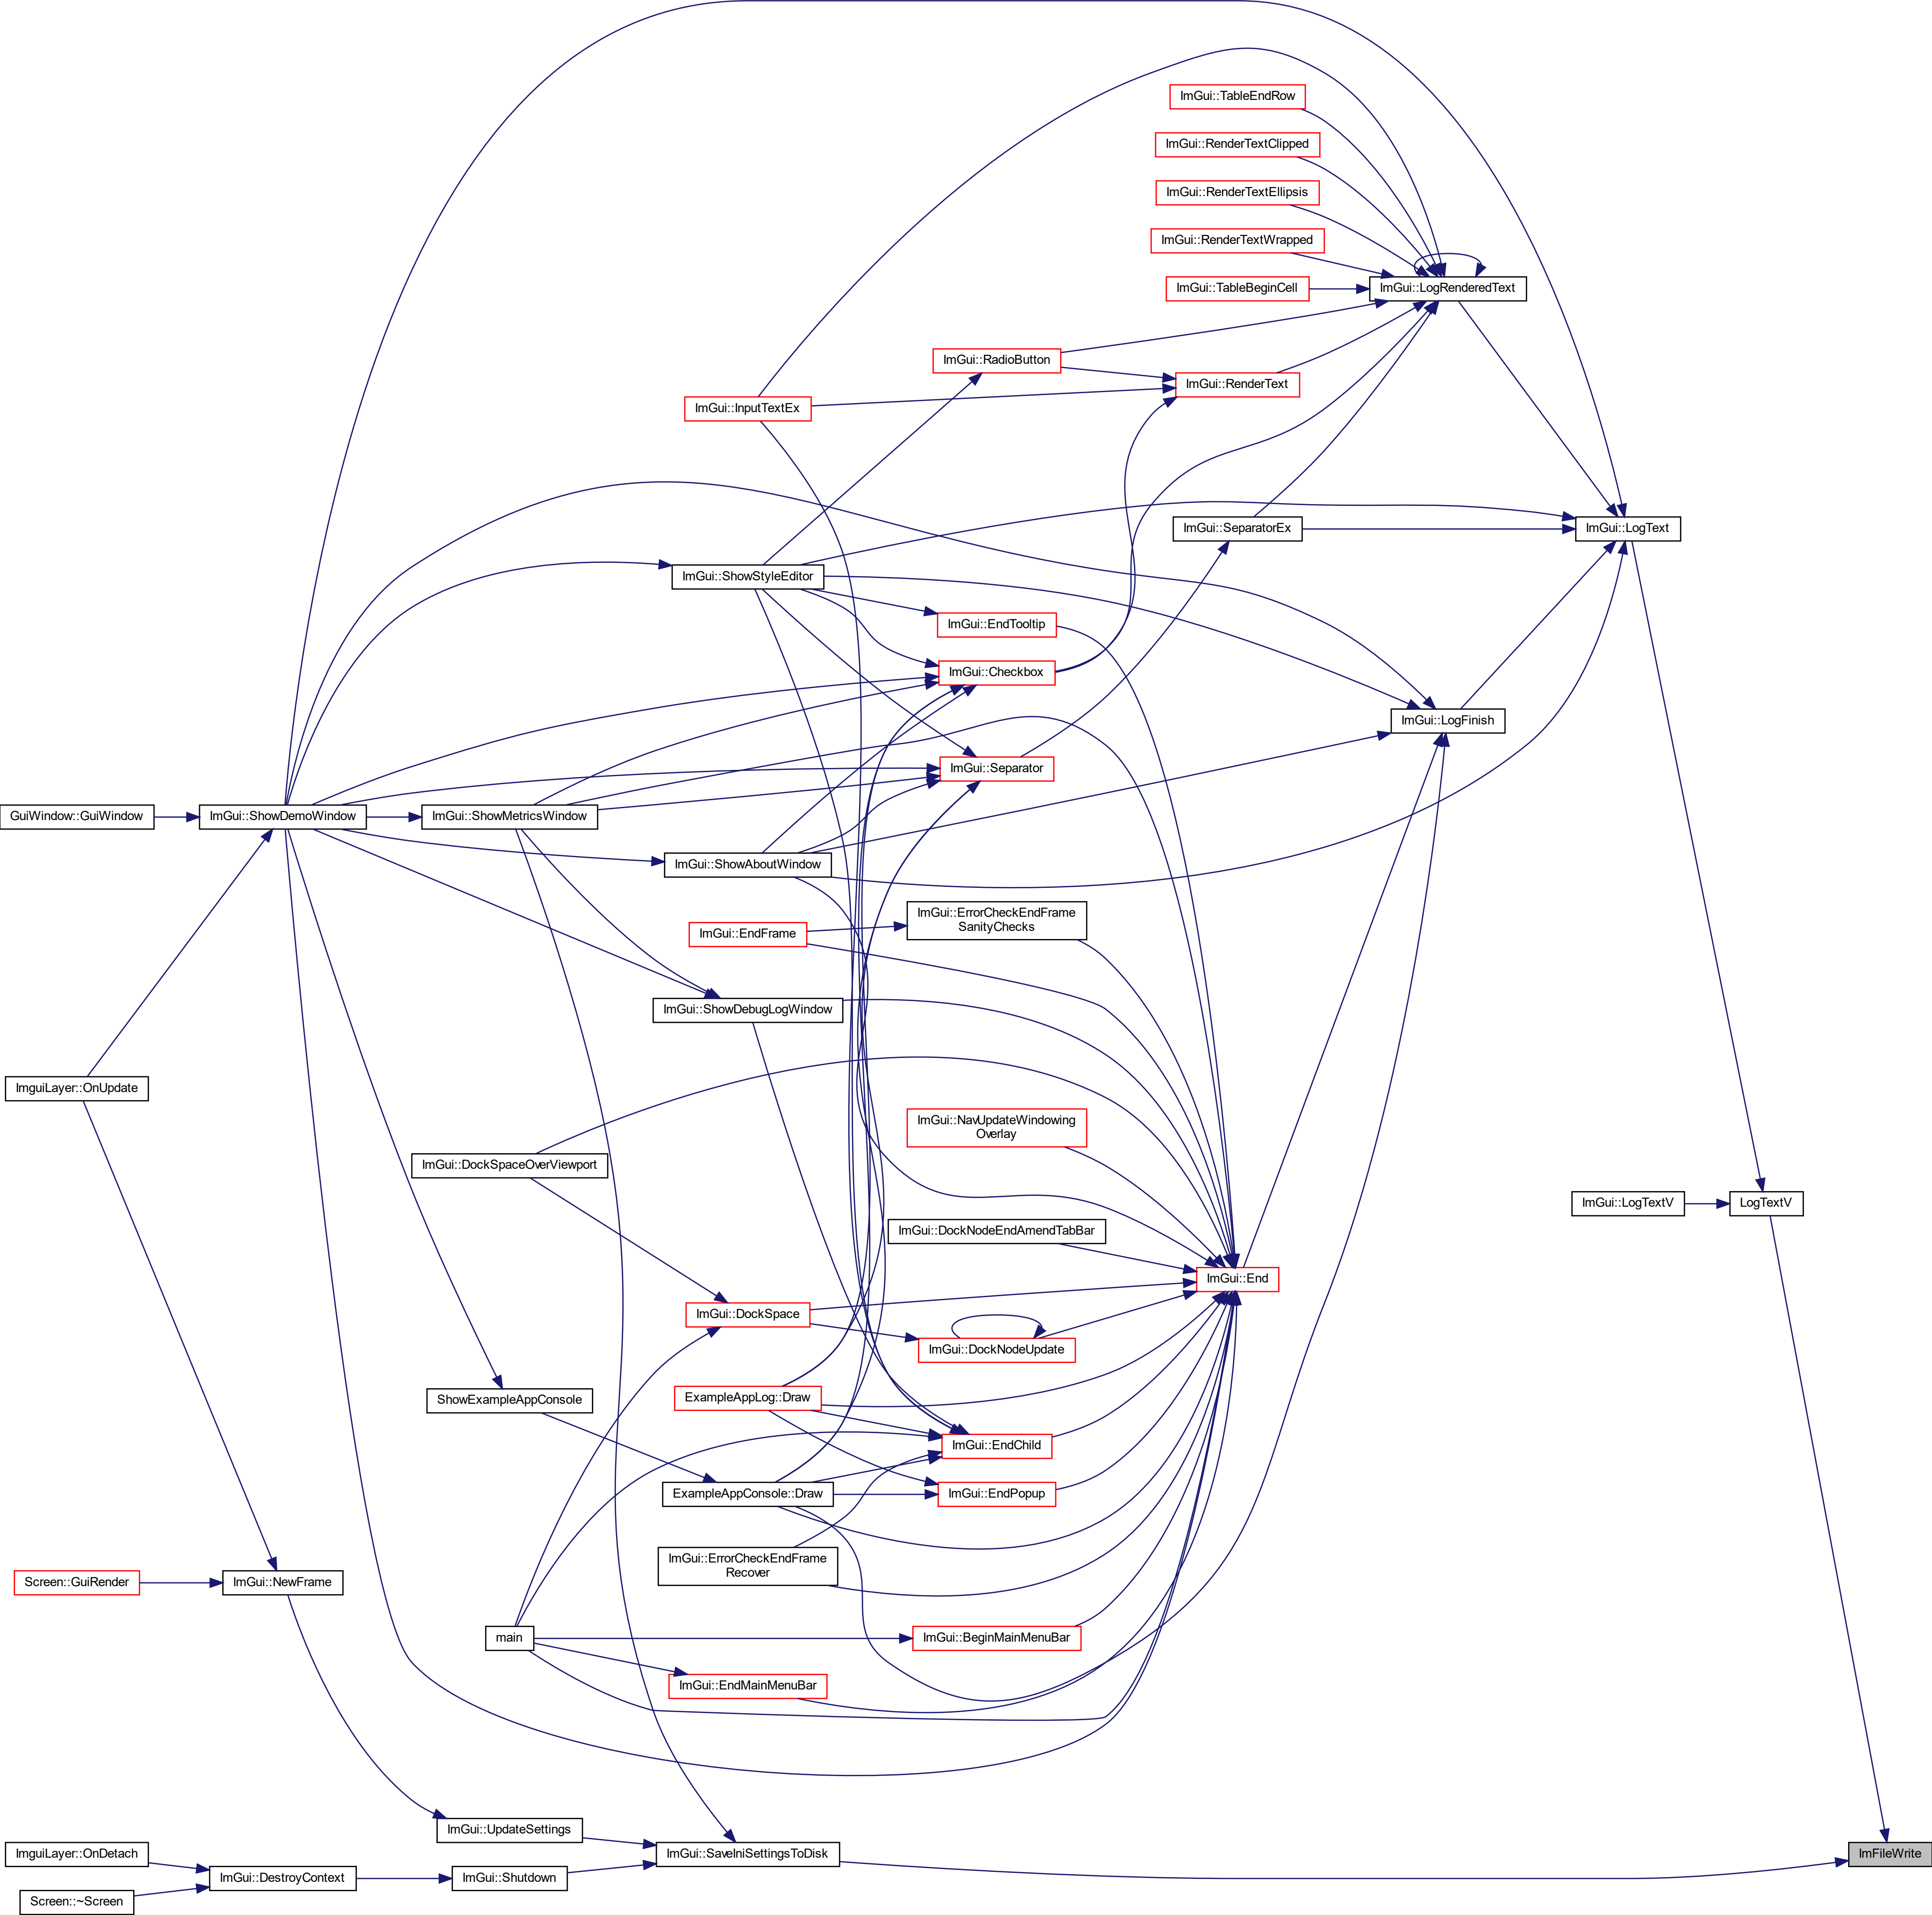 ImGui::TableEndRow
ImGui::RenderTextClipped
ImGui::RenderTextEllipsis
ImGui::RenderTextWrapped
ImGui::TableBeginCell
ImGui::LogRenderedText
ImGui::RadioButton
ImGui::RenderText
ImGui::InputTextEx
ImGui::SeparatorEx
ImGui::LogText
ImGui::ShowStyleEditor
ImGui::EndTooltip
ImGui::Checkbox
ImGui::LogFinish
ImGui::Separator
GuiWindow::GuiWindow
ImGui::ShowDemoWindow
ImGui::ShowMetricsWindow
ImGui::ShowAboutWindow
ImGui::ErrorCheckEndFrame
SanityChecks
ImGui::EndFrame
ImGui::ShowDebugLogWindow
ImguiLayer::OnUpdate
ImGui::NavUpdateWindowing
Overlay
ImGui::DockSpaceOverViewport
ImGui::LogTextV
LogTextV
ImGui::DockNodeEndAmendTabBar
ImGui::End
ImGui::DockSpace
ImGui::DockNodeUpdate
ExampleAppLog::Draw
ShowExampleAppConsole
ImGui::EndChild
ExampleAppConsole::Draw
ImGui::EndPopup
ImGui::ErrorCheckEndFrame
Recover
Screen::GuiRender
ImGui::NewFrame
main
ImGui::BeginMainMenuBar
ImGui::EndMainMenuBar
ImGui::UpdateSettings
ImguiLayer::OnDetach
ImGui::SaveIniSettingsToDisk
ImFileWrite
ImGui::DestroyContext
ImGui::Shutdown
Screen::~Screen